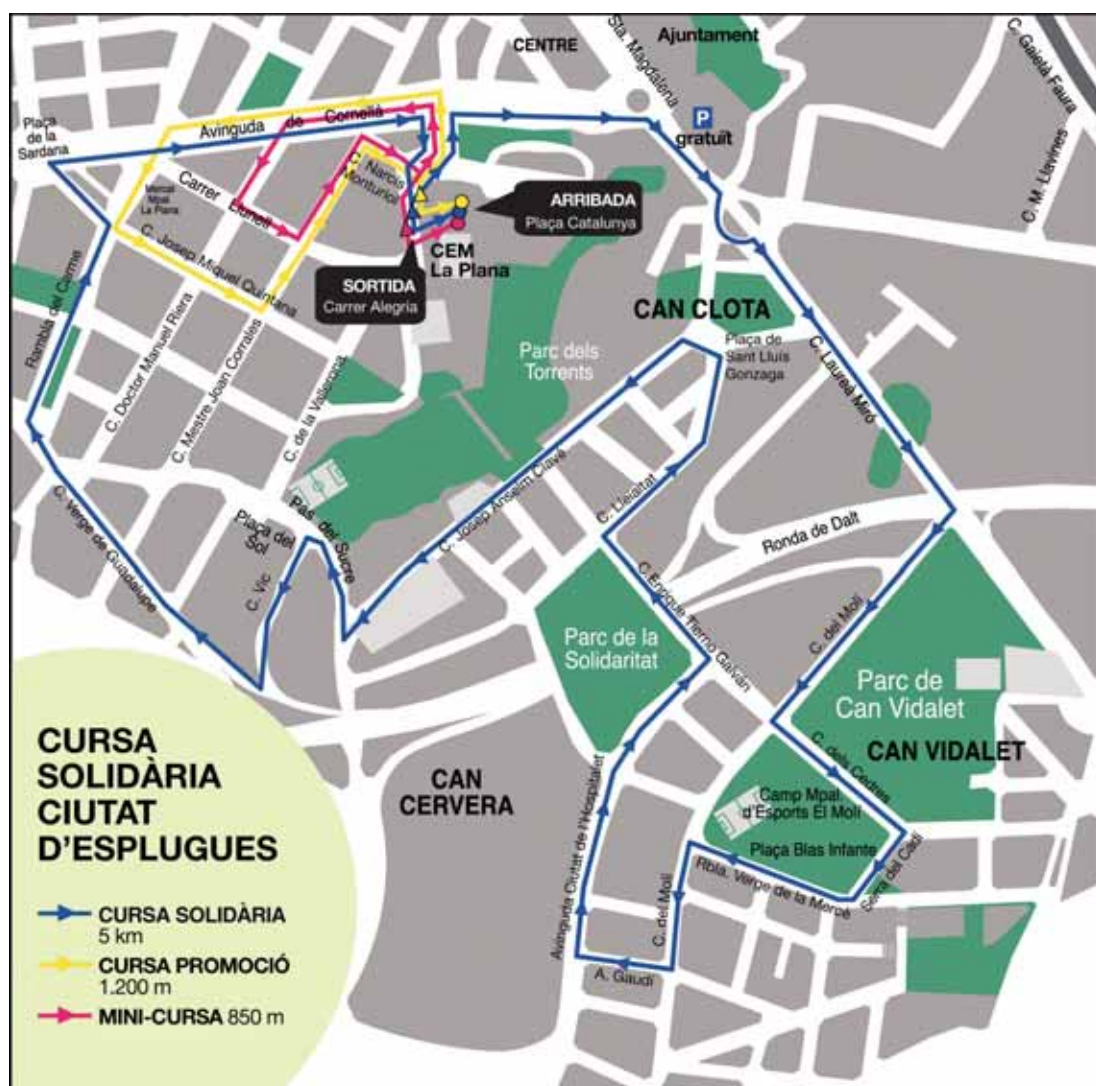 CENTRE
Sta. Magdalena
Ajuntament
C. Gaietà Faura
C. M. Llavines
P
gratuït
Plaça
de la
Sardana
Avinguda de Cornellà
Mercat
Mpal.
La Plana
Carrer Llunell
C. Narcís
Monturiol
ARRIBADA
Plaça Catalunya
CEM
La Plana
SORTIDA
Carrer Alegria
C. Josep Miquel Quintana
Rambla del Carme
C. Doctor Manuel Riera
C. Mestre Joan Corrales
C. de la Vallerona
Parc dels
Torrents
CAN CLOTA
Plaça de
Sant Lluís
Gonzaga
C. Laureà Miró
C. Josep Anselm Clavé
C. Lleialtat
Ronda de Dalt
Plaça del
Sol
Pas. del Sucre
C. Vic
C. Verge de Guadalupe
C. Enrique Tierno Galván
C. del Molí
Parc de la
Solidaritat
Parc de
Can Vidalet
CAN VIDALET
C. dels Cedres
Camp Mpal.
d'Esports El Molí
Plaça Blas Infante
Serra del Cadí
Rbla. Verge de la Mercè
CAN
CERVERA
Avinguda Ciutat de l'Hospitalet
C. del Molí
A. Gaudí
CURSA
SOLIDÀRIA
CIUTAT
D'ESPLUGUES
CURSA SOLIDÀRIA
5 km
CURSA PROMOCIÓ
1.200 m
MINI-CURSA 850 m